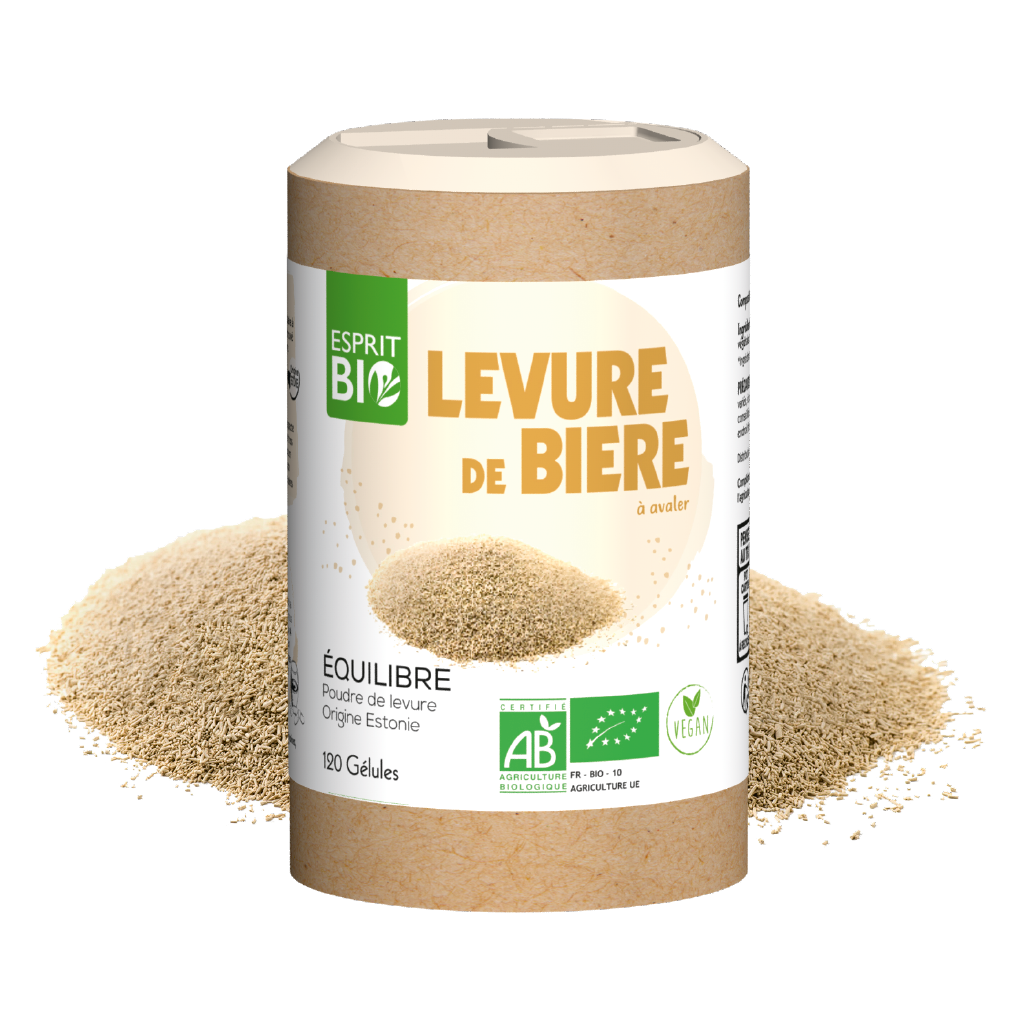 ESPRIT
BIO
LEVURE
DE BIERE
à avaler
ÉQUILIBRE
Poudre de levure
Origine Estonie
120 Gélules
CERTIFIÉ
AB
AGRICULTURE
BIOLOGIQUE
FR - BIO - 10
AGRICULTURE UE
VEGAN